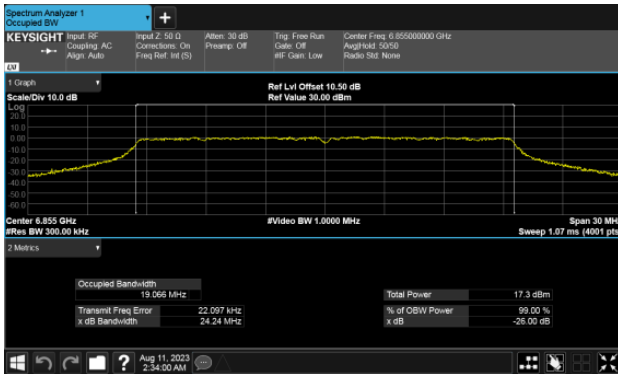 Spectrum Analyzer 1
Occupied BW
KEYSIGHT Input: RF Input Z: 50 Ω Atten: 30 dB Trig: Free Run Center Freq: 6.855000000 GHz
Coupling: AC Corrections: On Preamp: Off Gate: Off Avg|Hold: 50/50
Align: Auto Freq Ref: Int (S) #IF Gain: Low Radio Std: None
LXI
1 Graph
Ref Lvl Offset 10.50 dB
Scale/Div 10.0 dB Ref Value 30.00 dBm
Log
20.0
10.0
0.00
-10.0
-20.0
-30.0
-40.0
-50.0
-60.0
Center 6.855 GHz #Video BW 1.0000 MHz Span 30 MH
#Res BW 300.00 kHz Sweep 1.07 ms (4001 pts
2 Metrics
Occupied Bandwidth
19.066 MHz Total Power 17.3 dBm
Transmit Freq Error 22.097 kHz % of OBW Power 99.00 %
x dB Bandwidth 24.24 MHz x dB -26.00 dB
? Aug 11, 2023
2:34:00 AM